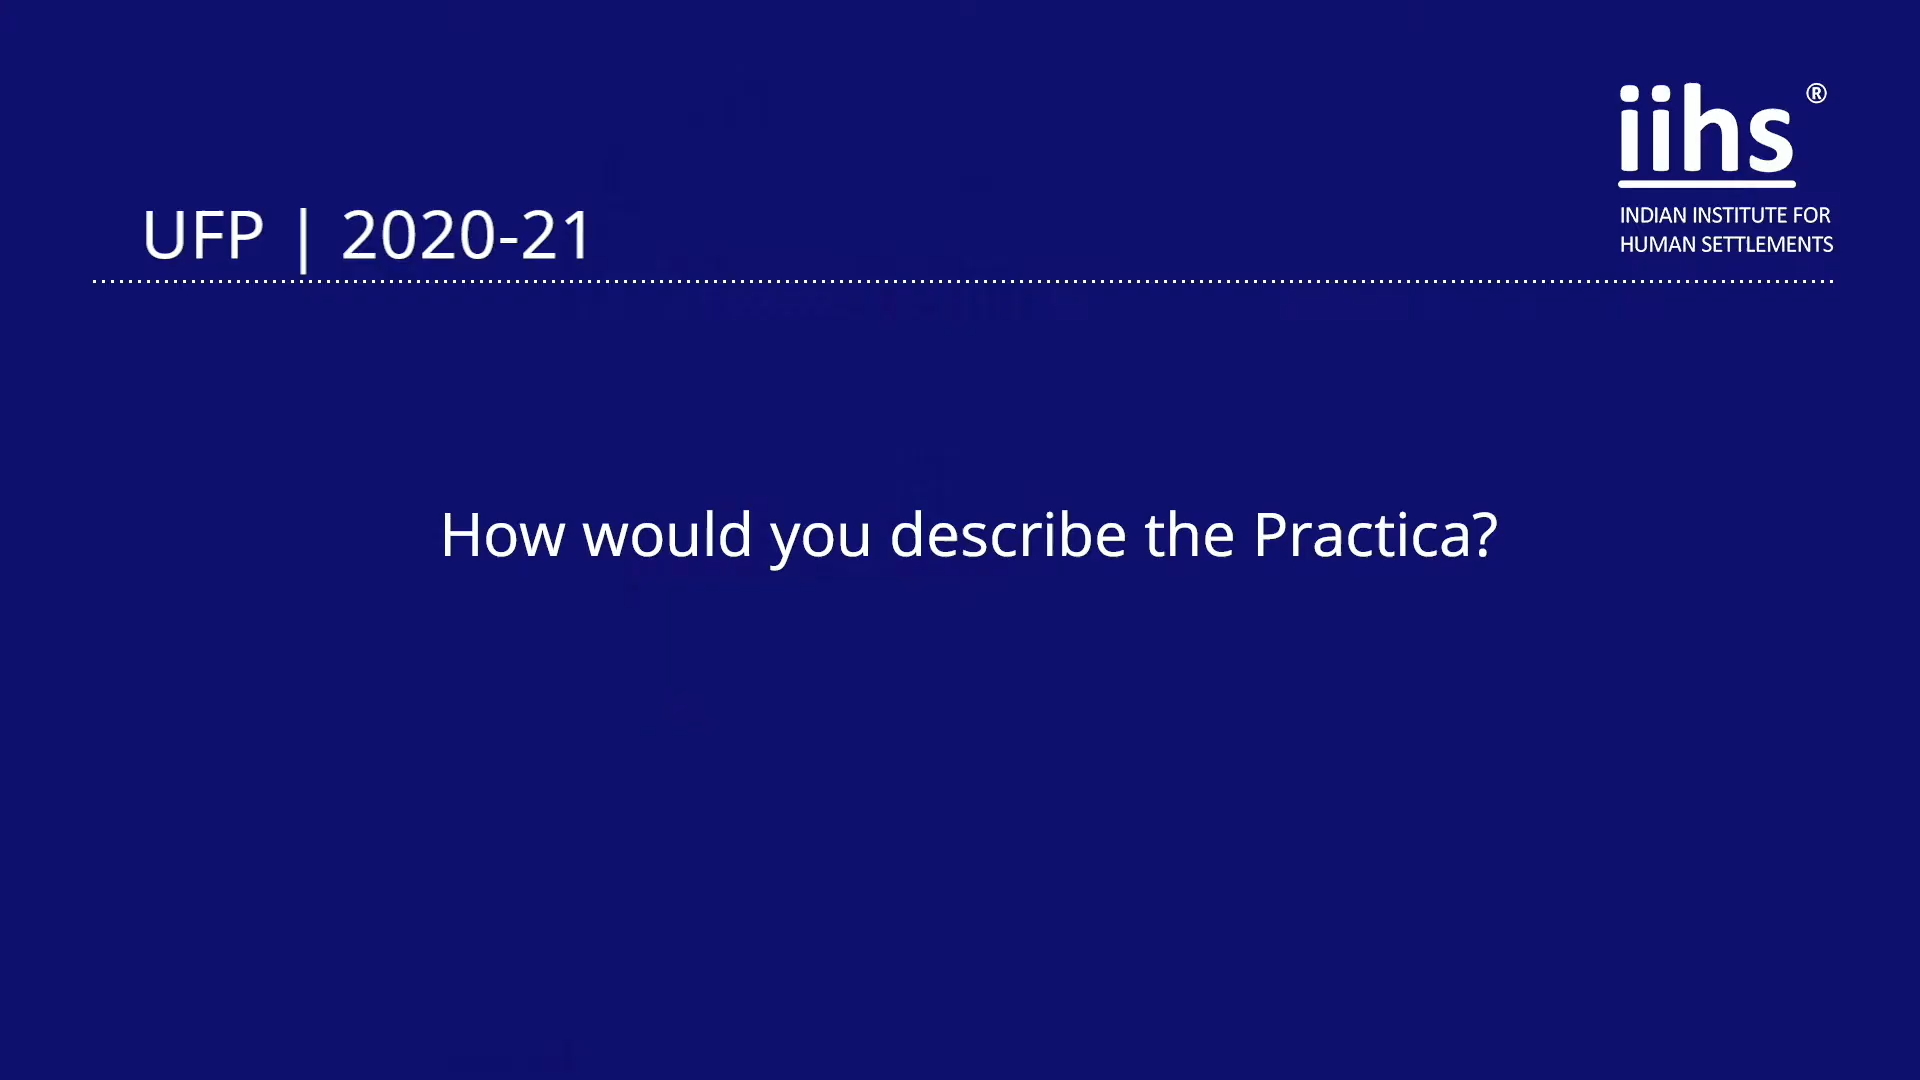 iihs®
INDIAN INSTITUTE FOR
HUMAN SETTLEMENTS
UFP | 2020-21
How would you describe the Practica?